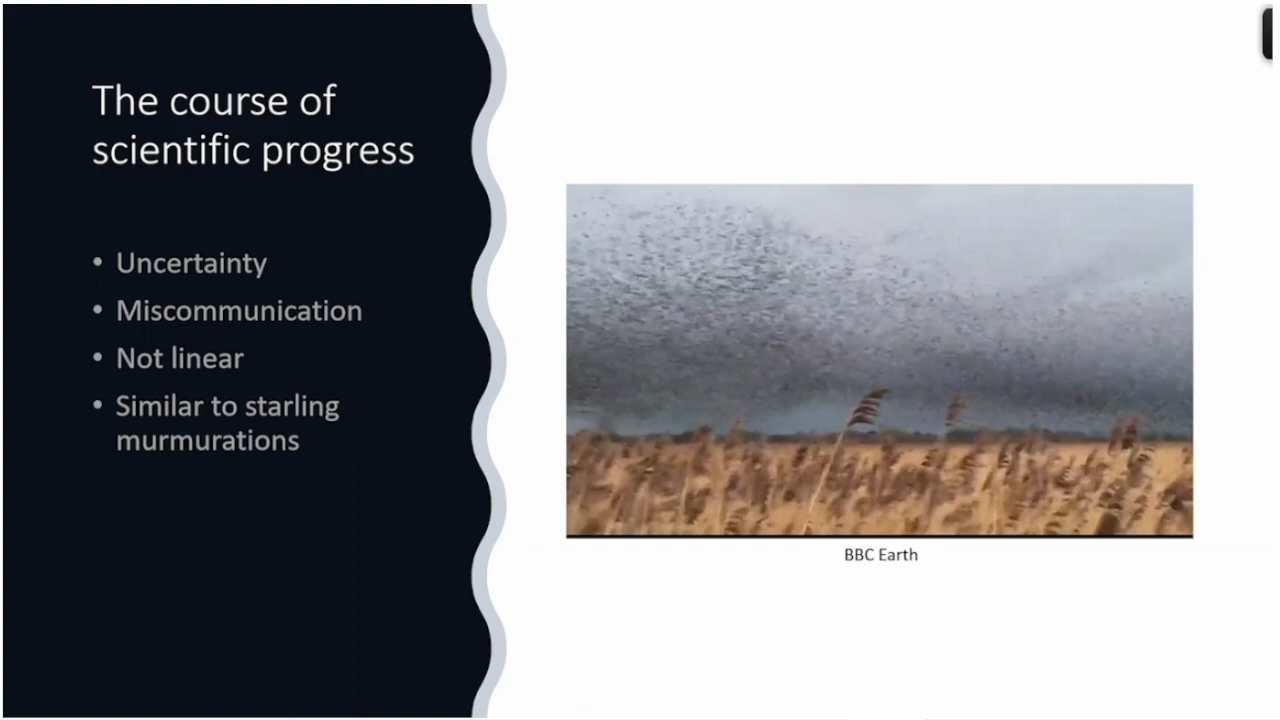 The course of
scientific progress
• Uncertainty
• Miscommunication
• Not linear
• Similar to starling
murmurations
BBC Earth